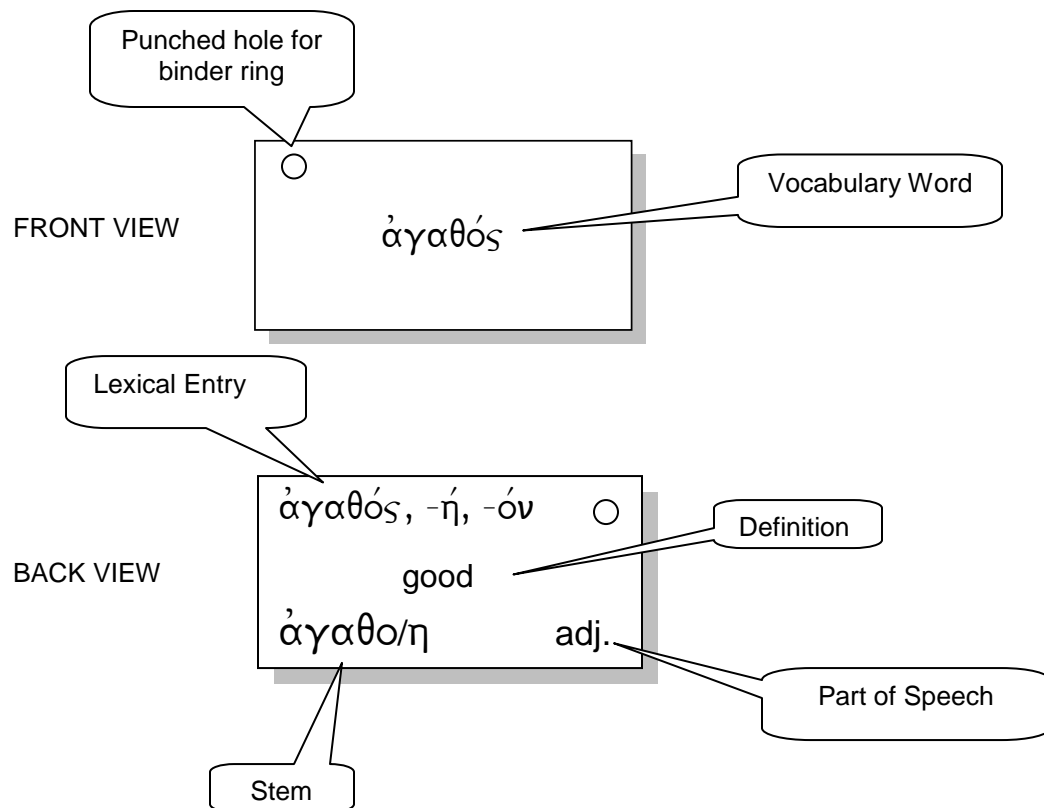 Punched hole for
binder ring
Vocabulary Word
FRONT VIEW
ἀγαθός
Lexical Entry
ἀγαθός, -ή, -όν
Definition
BACK VIEW
good
ἀγαθο/η
adj.
Part of Speech
Stem